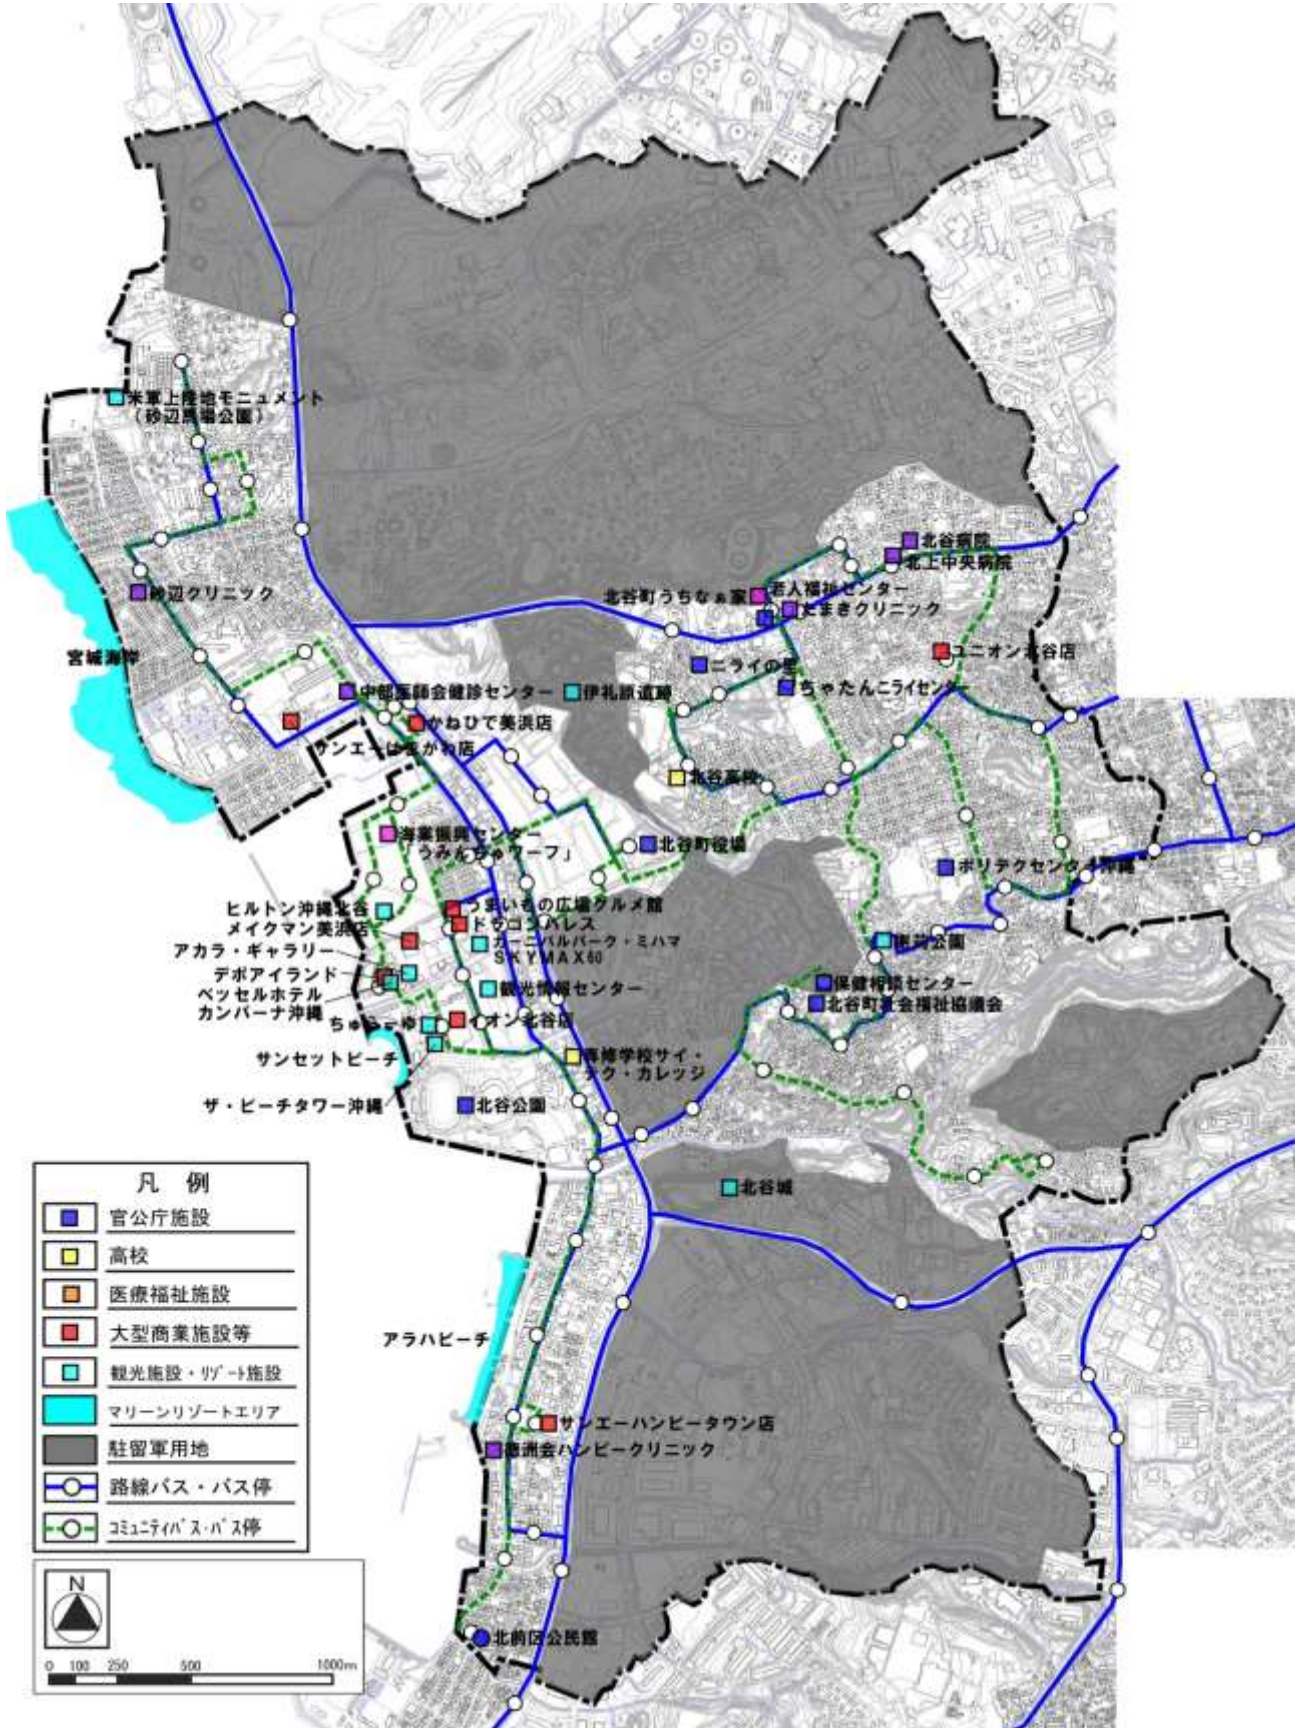 米軍上陸地モニュメント
（砂辺馬場公園）
北谷病院
北上中央病院
老人福祉センター
北谷町うちなぁ家
たまきクリニック
砂辺クリニック
宮城海岸
ユニオン北谷店
ニライの里
ちゃたんニライセンター
中部医師会健診センター
伊礼原遺跡
かねひで美浜店
サンエーはまがわ店
北谷高校
海業振興センター
「うみんちゅワーフ」
北谷町役場
ポリテクセンター沖縄
ヒルトン沖縄北谷
うまいもの広場グルメ館
メイクマン美浜店
ドラゴンパレス
アカラ・ギャラリー
カーニバルパーク・ミハマ
SKYMAX60
デポアイランド
観光情報センター
ベッセルホテル
カンパーナ沖縄
保健相談センター
北谷町社会福祉協議会
ちゅらーゆ
イオン北谷店
サンセットビーチ
専修学校サイ・
テク・カレッジ
ザ・ビーチタワー沖縄
北谷公園
北谷城
アラハビーチ
サンエーハンビータウン店
徳洲会ハンビークリニック
北前区公民館
凡 例
官公庁施設
高校
医療福祉施設
大型商業施設等
観光施設・ﾘｿﾞｰﾄ施設
マリーンリゾートエリア
駐留軍用地
路線バス・バス停
ｺﾐｭﾆﾃｨﾊﾞｽ・ﾊﾞｽ停
N
0 100 250 500 1000m